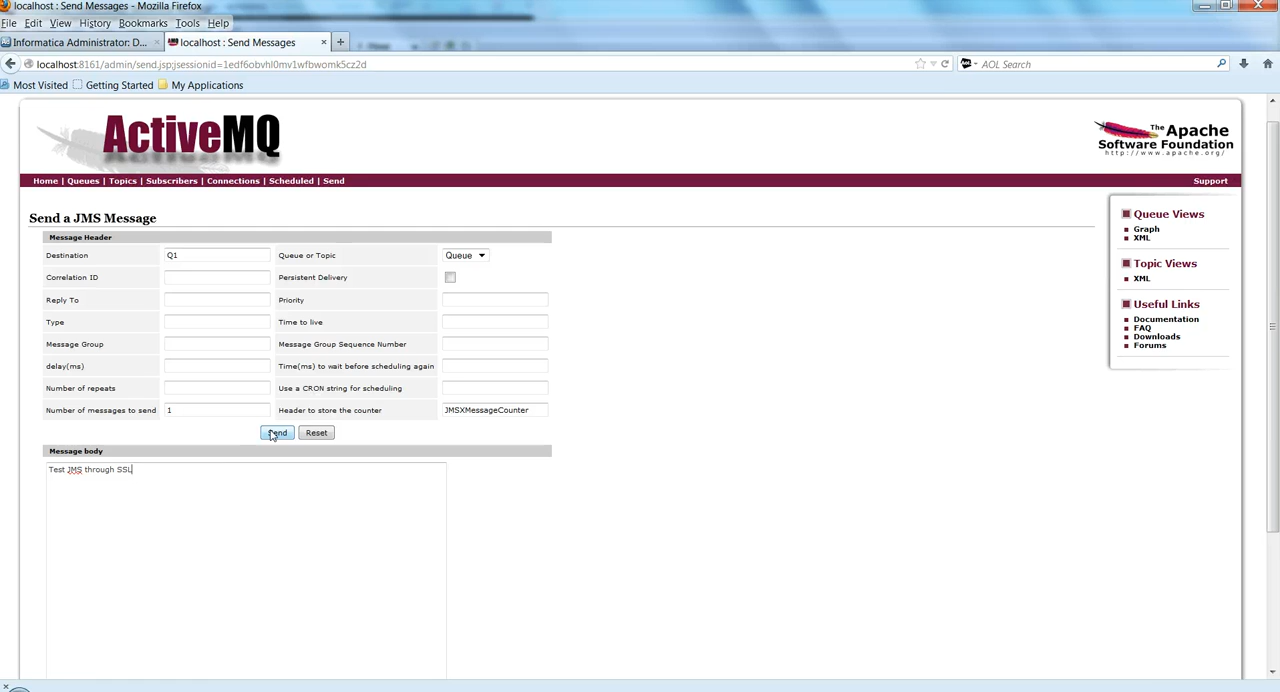 localhost : Send Messages - Mozilla Firefox
File Edit View History Bookmarks Tools Help
Informatica Administrator: D... × localhost : Send Messages × +
localhost:8161/admin/send.jsp;jsessionid=1edf6obvhl0mv1wfbwomk5cz2d
AOL Search
Most Visited Getting Started My Applications
ActiveMQ
The Apache
Software Foundation
http://www.apache.org/
Home | Queues | Topics | Subscribers | Connections | Scheduled | Send
Support
Send a JMS Message
Message Header
Destination Q1 Queue or Topic Queue
Correlation ID Persistent Delivery
Reply To Priority
Type Time to live
Message Group Message Group Sequence Number
delay(ms) Time(ms) to wait before scheduling again
Number of repeats Use a CRON string for scheduling
Number of messages to send 1 Header to store the counter JMSXMessageCounter
Send Reset
Message body
Test JMS through SSL
Queue Views
Graph
XML
Topic Views
XML
Useful Links
Documentation
FAQ
Downloads
Forums